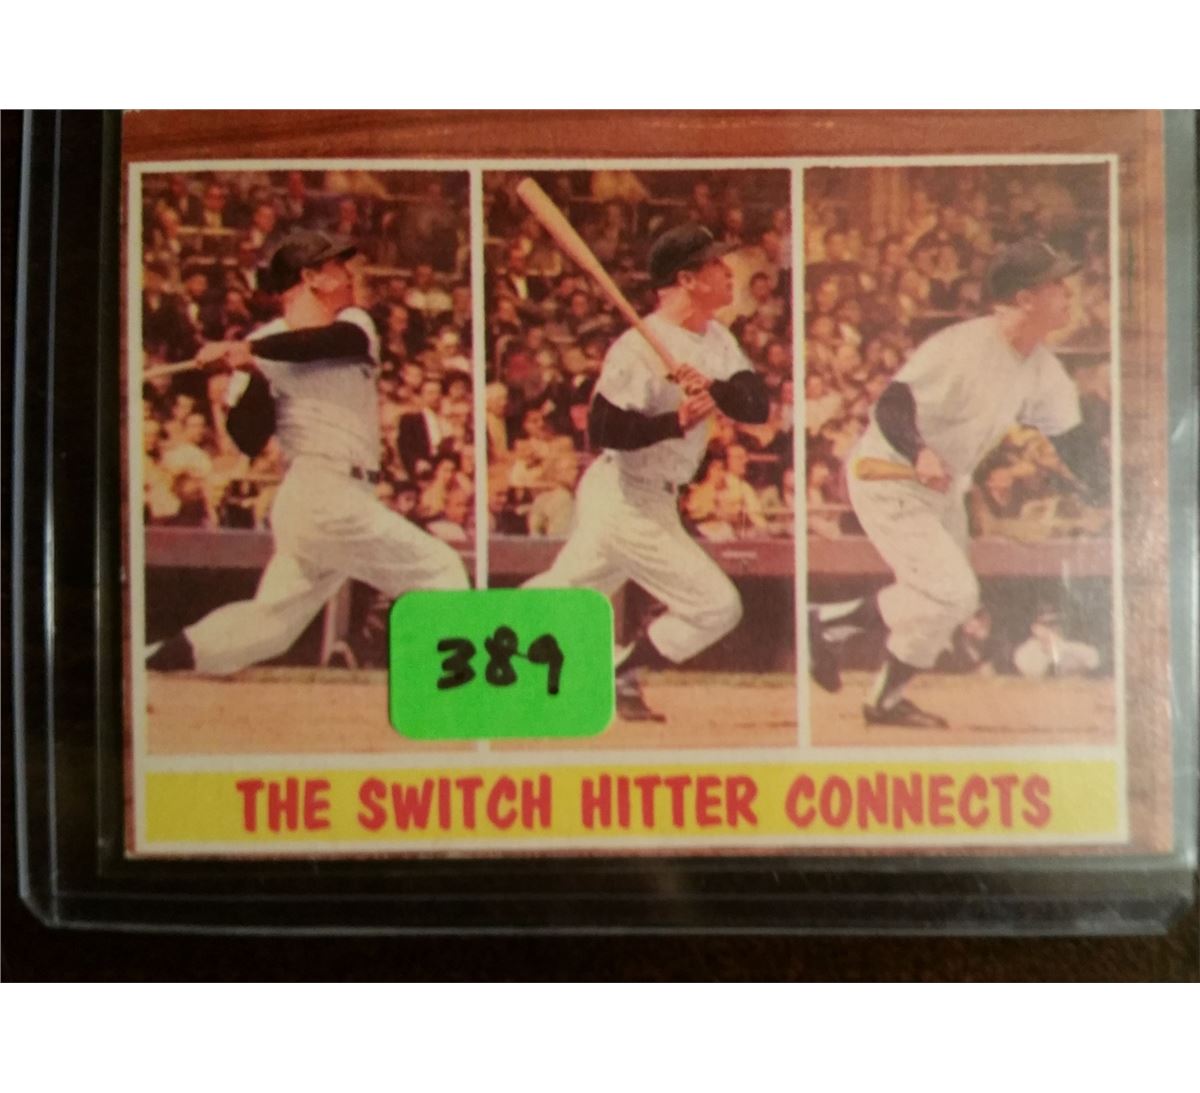 389
THE SWITCH HITTER CONNECTS